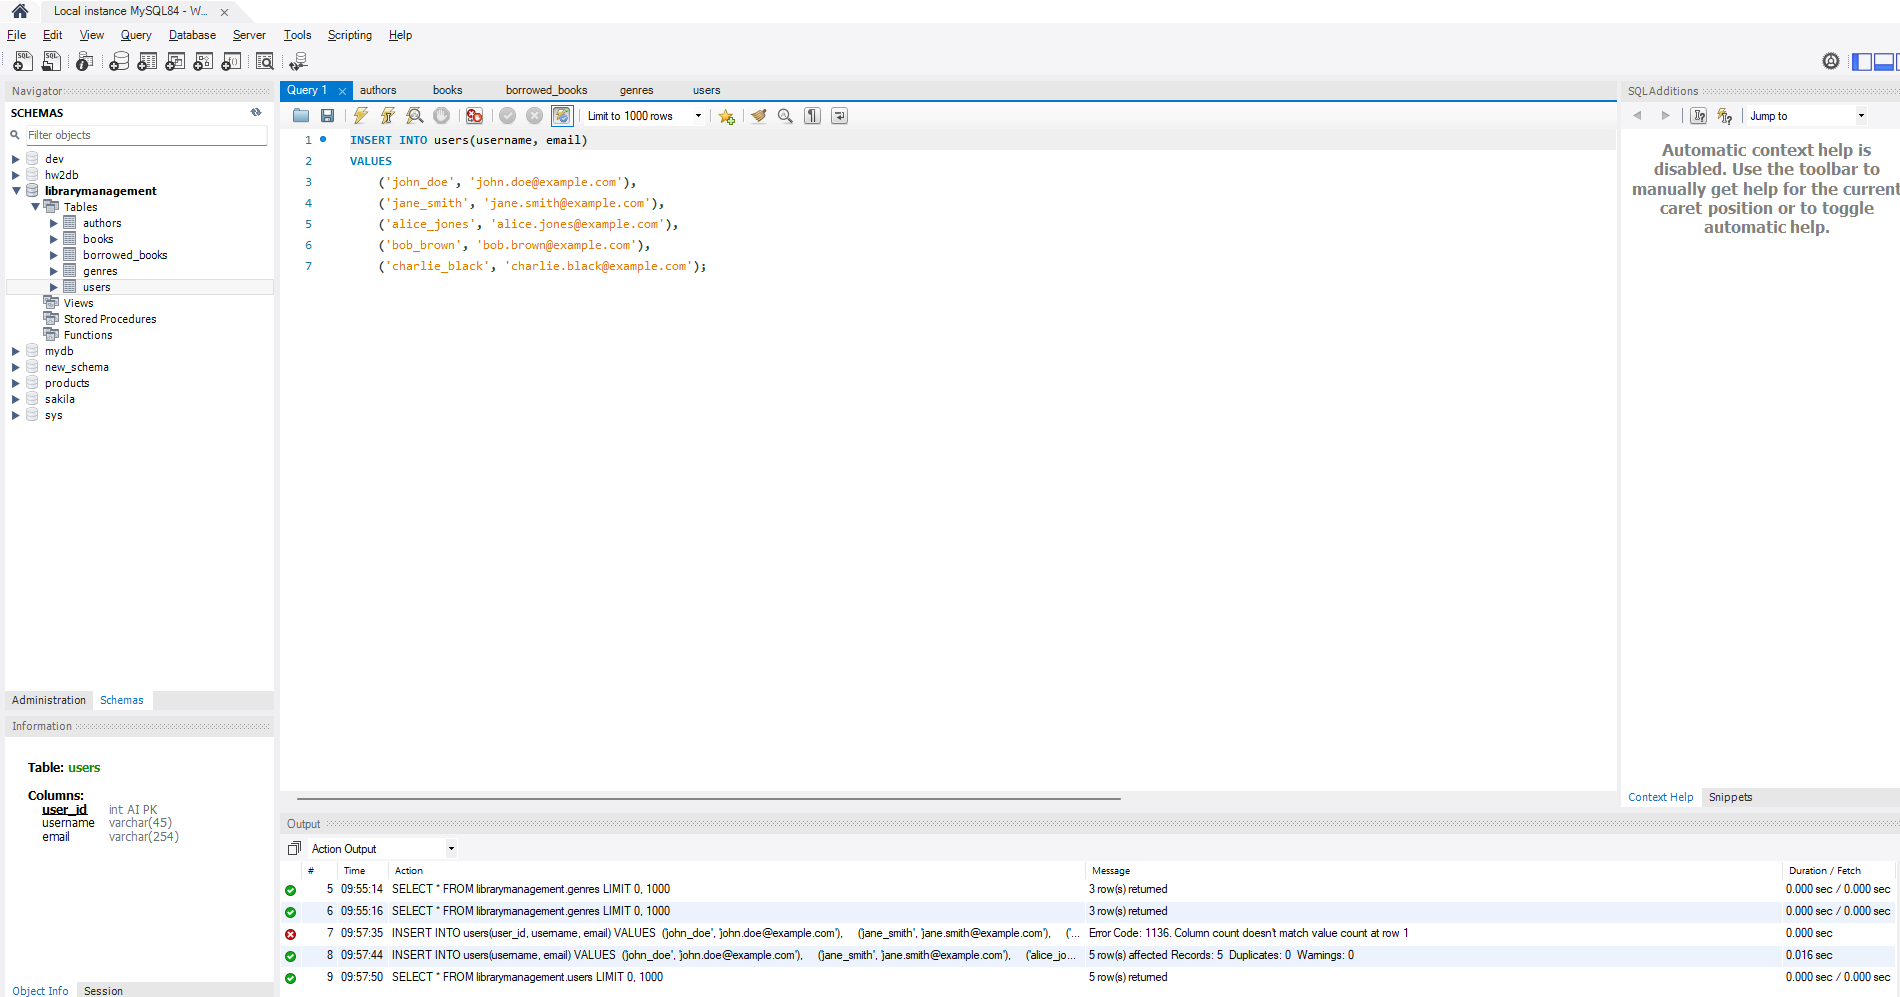 Local instance MySQL84 - W...
File Edit View Query Database Server Tools Scripting Help
Navigator
SCHEMAS
Filter objects
dev
hw2db
librarymanagement
Tables
authors
books
borrowed_books
genres
users
Views
Stored Procedures
Functions
mydb
new_schema
products
sakila
sys
Administration Schemas
Information
Table: users
Columns:
user_id int AI PK
username varchar(45)
email varchar(254)
Object Info Session
Query 1 authors books borrowed_books genres users
Limit to 1000 rows
1 INSERT INTO users(username, email)
2 VALUES
3 ('john_doe', 'john.doe@example.com'),
4 ('jane_smith', 'jane.smith@example.com'),
5 ('alice_jones', 'alice.jones@example.com'),
6 ('bob_brown', 'bob.brown@example.com'),
7 ('charlie_black', 'charlie.black@example.com');
SQLAdditions
Jump to
Automatic context help is
disabled. Use the toolbar to
manually get help for the current
caret position or to toggle
automatic help.
Context Help Snippets
Output
Action Output
# Time Action Message Duration / Fetch
5 09:55:14 SELECT * FROM librarymanagement.genres LIMIT 0, 1000 3 row(s) returned 0.000 sec / 0.000 sec
6 09:55:16 SELECT * FROM librarymanagement.genres LIMIT 0, 1000 3 row(s) returned 0.000 sec / 0.000 sec
7 09:57:35 INSERT INTO users(user_id, username, email) VALUES ('john_doe', 'john.doe@example.com'), ('jane_smith', 'jane.smith@example.com'), ('... Error Code: 1136. Column count doesn't match value count at row 1 0.000 sec
8 09:57:44 INSERT INTO users(username, email) VALUES ('john_doe', 'john.doe@example.com'), ('jane_smith', 'jane.smith@example.com'), ('alice_jo... 5 row(s) affected Records: 5 Duplicates: 0 Warnings: 0 0.016 sec
9 09:57:50 SELECT * FROM librarymanagement.users LIMIT 0, 1000 5 row(s) returned 0.000 sec / 0.000 sec